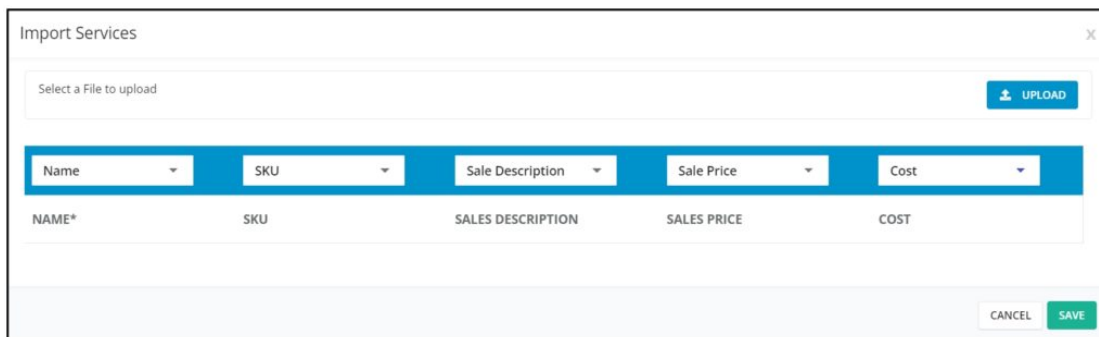 Import Services X
Select a File to upload
UPLOAD
Name SKU Sale Description Sale Price Cost
NAME* SKU SALES DESCRIPTION SALES PRICE COST
CANCEL SAVE